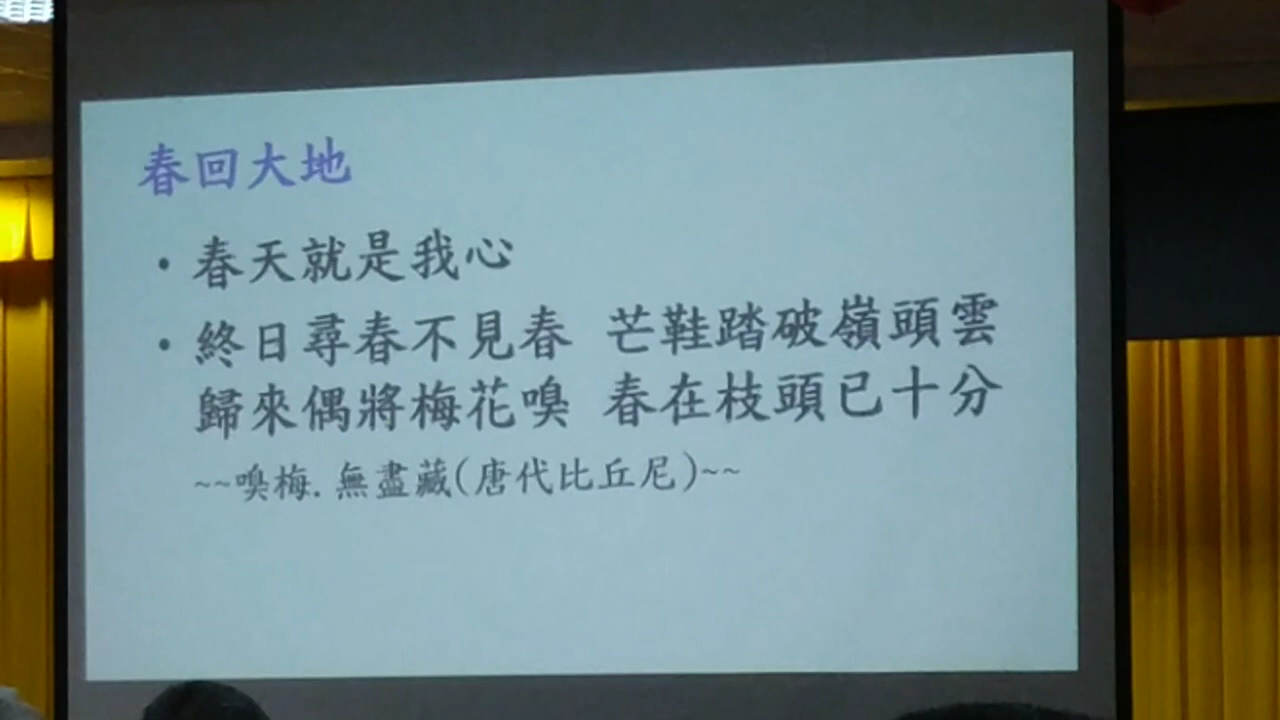 春回大地
• 春天就是我心
• 終日尋春不見春 芒鞋踏破嶺頭雲
歸來偶將梅花嗅 春在枝頭已十分
~~嗅梅.無盡藏(唐代比丘尼)~~